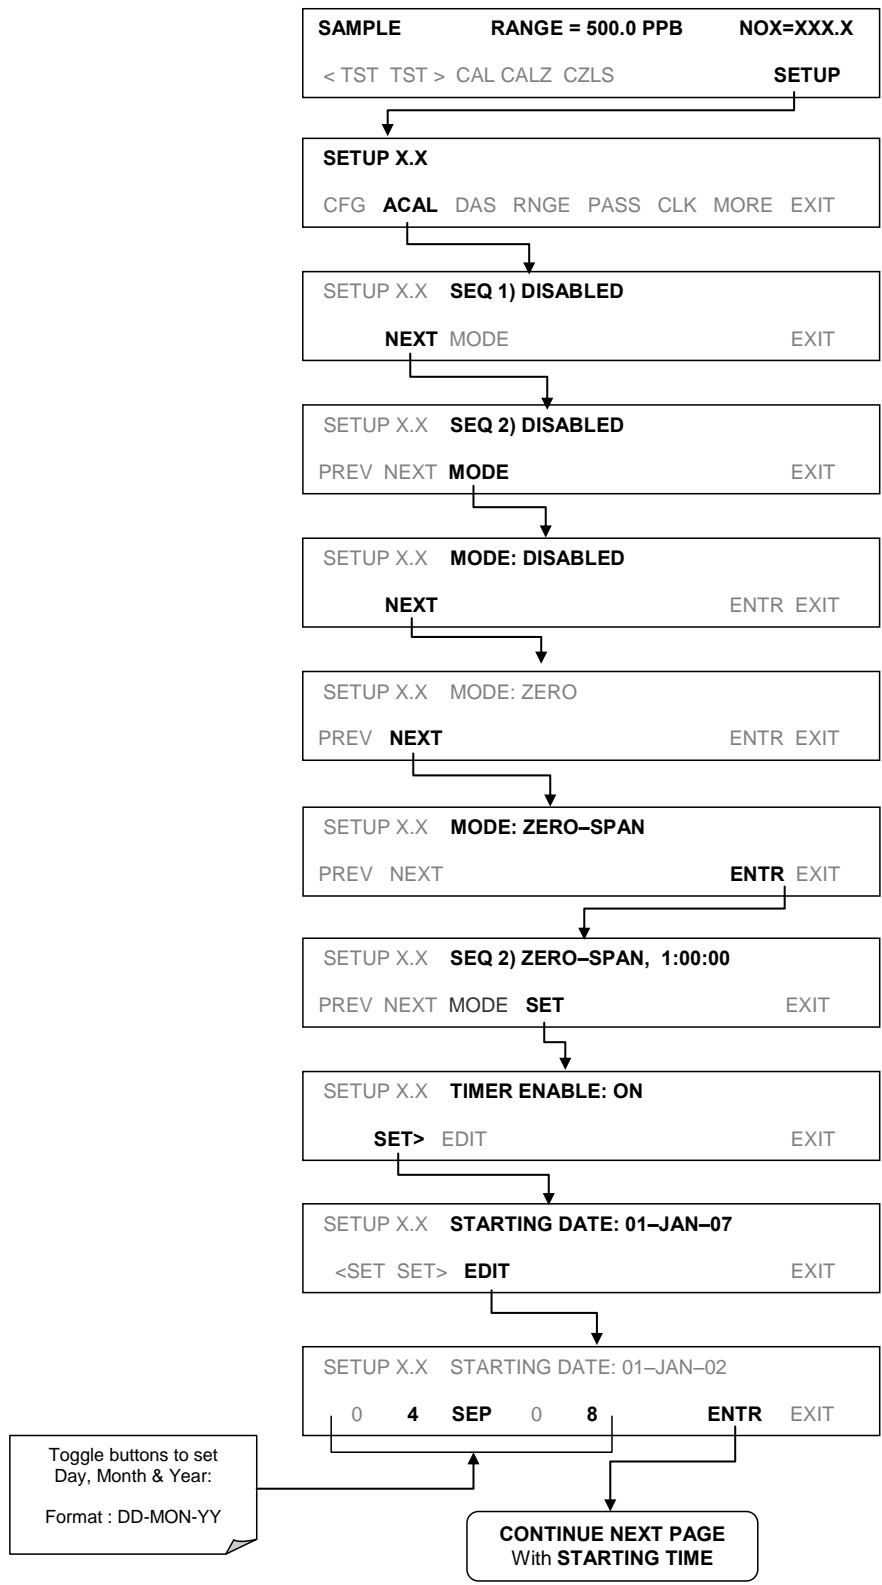 SAMPLE RANGE = 500.0 PPB NOX=XXX.X
< TST TST > CAL CALZ CZLS SETUP
SETUP X.X
CFG ACAL DAS RNGE PASS CLK MORE EXIT
SETUP X.X SEQ 1) DISABLED
NEXT MODE EXIT
SETUP X.X SEQ 2) DISABLED
PREV NEXT MODE EXIT
SETUP X.X MODE: DISABLED
NEXT ENTR EXIT
SETUP X.X MODE: ZERO
PREV NEXT ENTR EXIT
SETUP X.X MODE: ZERO–SPAN
PREV NEXT ENTR EXIT
SETUP X.X SEQ 2) ZERO–SPAN, 1:00:00
PREV NEXT MODE SET EXIT
SETUP X.X TIMER ENABLE: ON
SET> EDIT EXIT
SETUP X.X STARTING DATE: 01–JAN–07
<SET SET> EDIT EXIT
SETUP X.X STARTING DATE: 01–JAN–02
0 4 SEP 0 8 ENTR EXIT
Toggle buttons to set
Day, Month & Year:
Format : DD-MON-YY
CONTINUE NEXT PAGE
With STARTING TIME